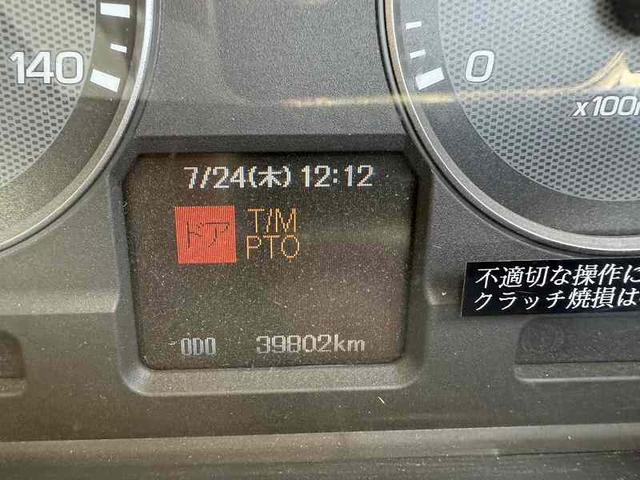 140
0
x100
7/24(木) 12:12
ドア
T/M
PTO
ODO 39802km
不適切な操作に
クラッチ焼損は